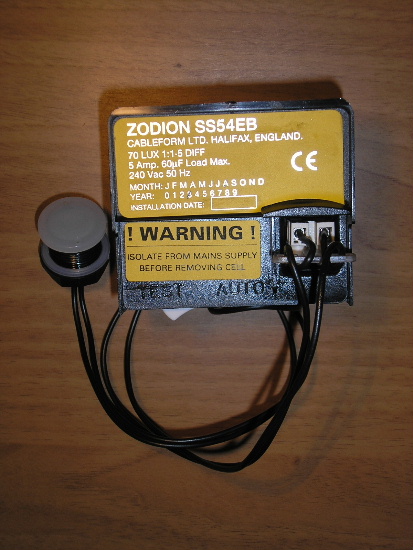 ZODION SS54EB
CABLEFORM LTD. HALIFAX, ENGLAND.
70 LUX 1:1-5 DIFF
5 Amp. 60µF Load Max.
240 Vac 50 Hz
CE
MONTH: J F M A M J J A S O N D
YEAR: 0 1 2 3 4 5 6 7 8 9
INSTALLATION DATE:
! WARNING !
ISOLATE FROM MAINS SUPPLY
BEFORE REMOVING CELL
TEST AUTO